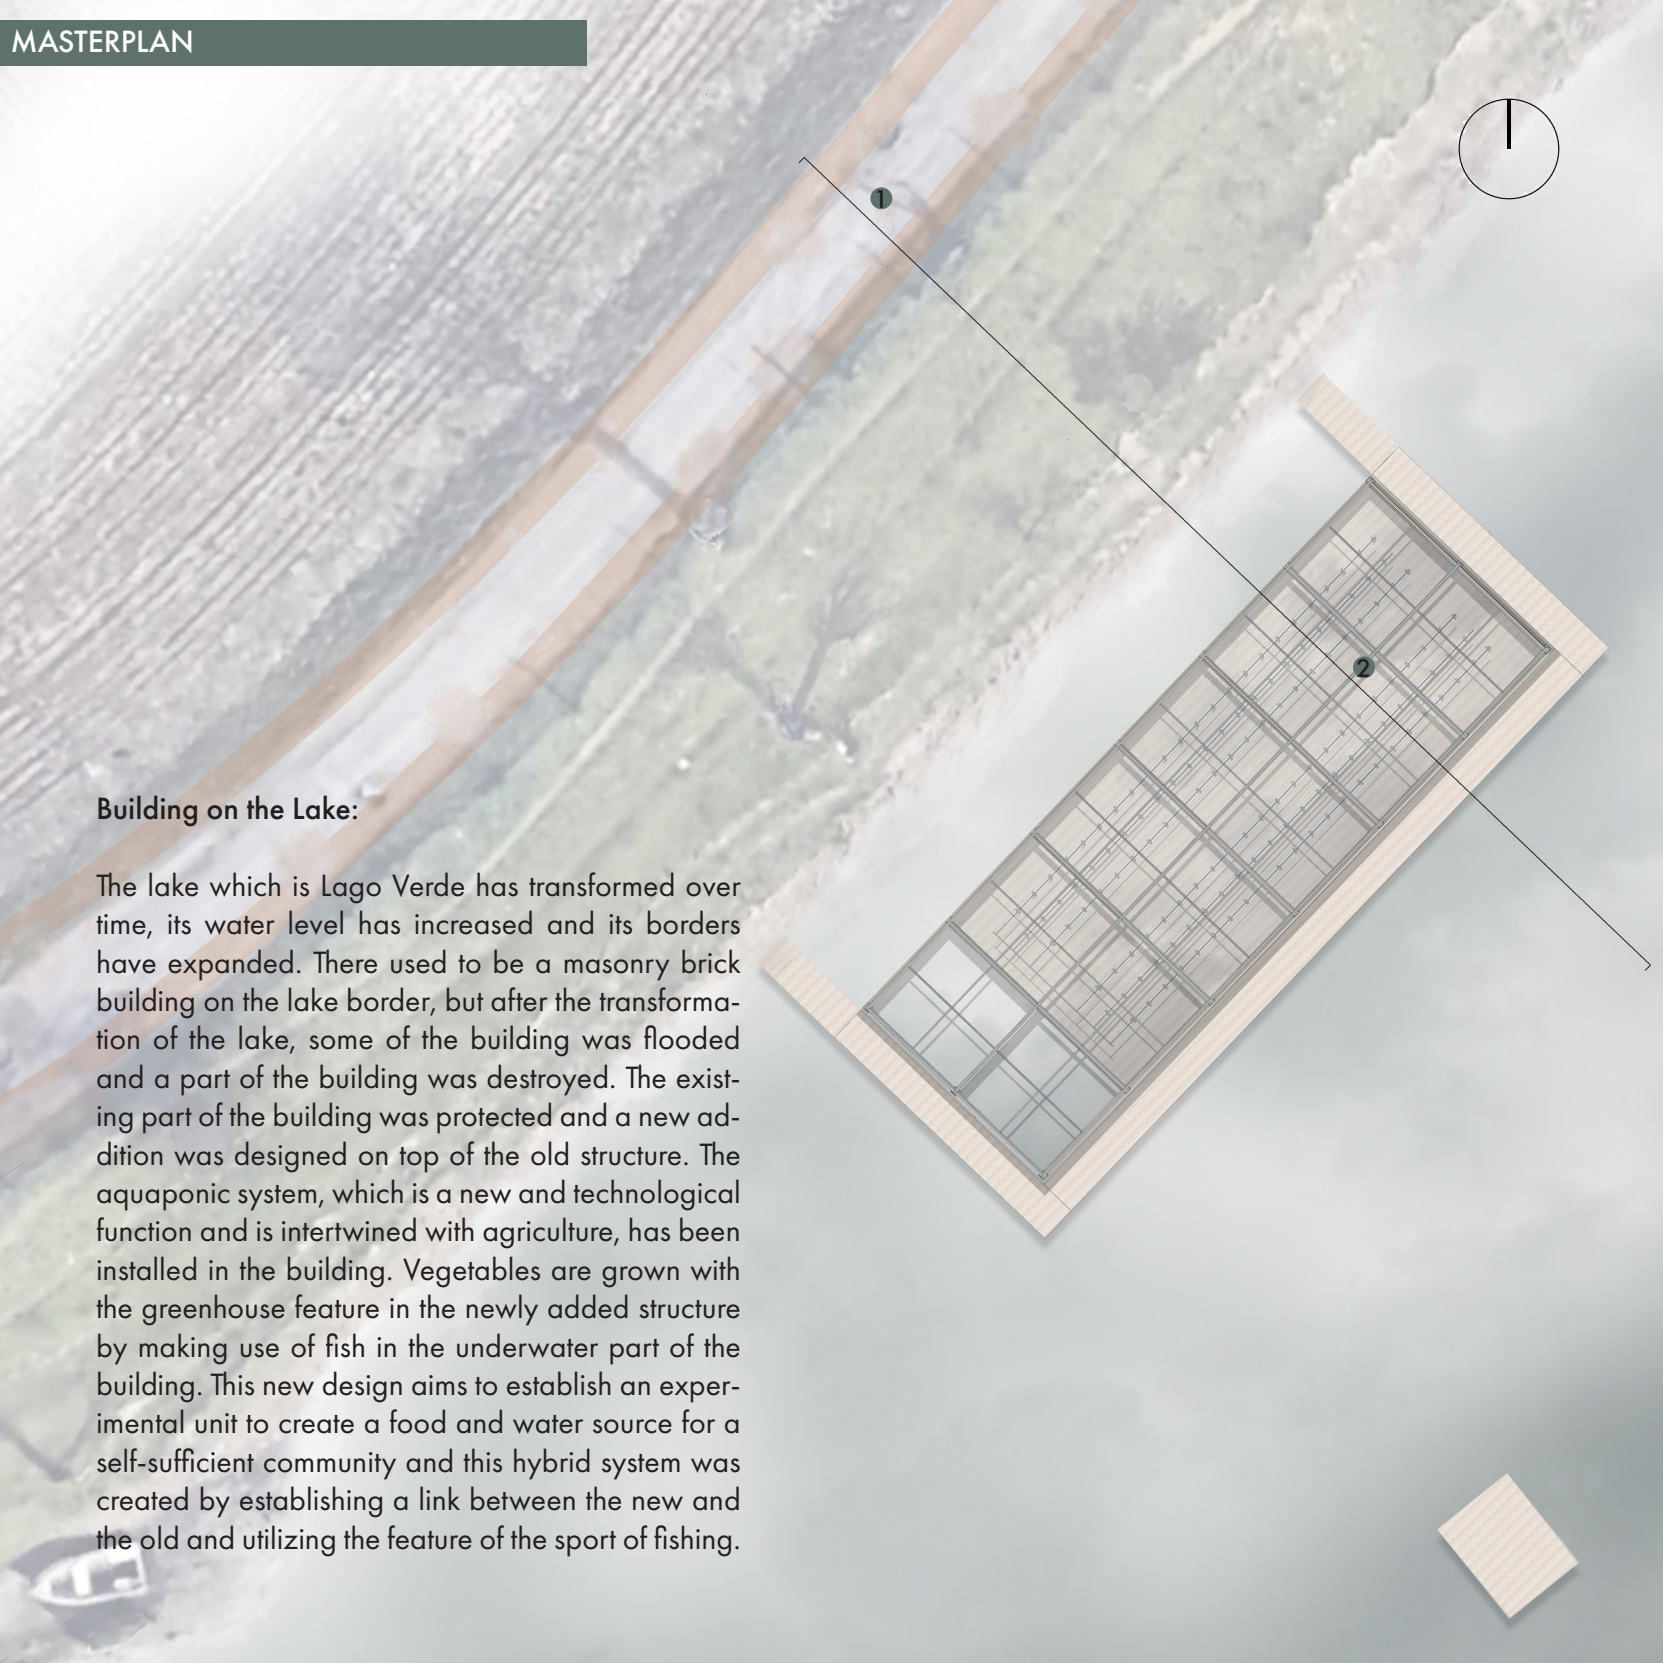 MASTERPLAN
1
2
Building on the Lake:
The lake which is Lago Verde has transformed over
time, its water level has increased and its borders
have expanded. There used to be a masonry brick
building on the lake border, but after the transforma-
tion of the lake, some of the building was flooded
and a part of the building was destroyed. The exist-
ing part of the building was protected and a new ad-
dition was designed on top of the old structure. The
aquaponic system, which is a new and technological
function and is intertwined with agriculture, has been
installed in the building. Vegetables are grown with
the greenhouse feature in the newly added structure
by making use of fish in the underwater part of the
building. This new design aims to establish an exper-
imental unit to create a food and water source for a
self-sufficient community and this hybrid system was
created by establishing a link between the new and
the old and utilizing the feature of the sport of fishing.